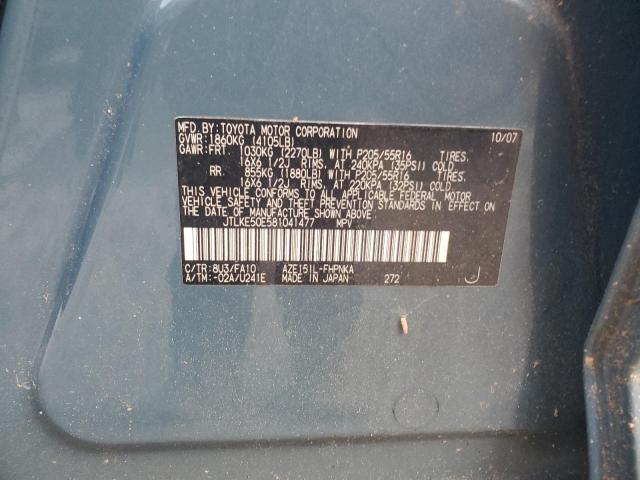 MFD. BY: TOYOTA MOTOR CORPORATION 10/07
GVWR: 1860KG (4105LB)
GAWR: FRT 1030KG (2270LB) WITH P205/55R16 TIRES,
16X6 1/2J RIMS, AT 240KPA (35PSI) COLD
RR 855KG (1880LB) WITH P205/55R16 TIRES,
16X6 1/2J RIMS, AT 220KPA (32PSI) COLD
THIS VEHICLE CONFORMS TO ALL APPLICABLE FEDERAL MOTOR
VEHICLE SAFETY AND THEFT PREVENTION STANDARDS IN EFFECT
ON THE DATE OF MANUFACTURE SHOWN ABOVE.
JTLKE50E581041477 MPV
C/TR: 8U3/FA10 AZE151L-FHPNKA
A/TM: -02A/U241E MADE IN JAPAN 272 J